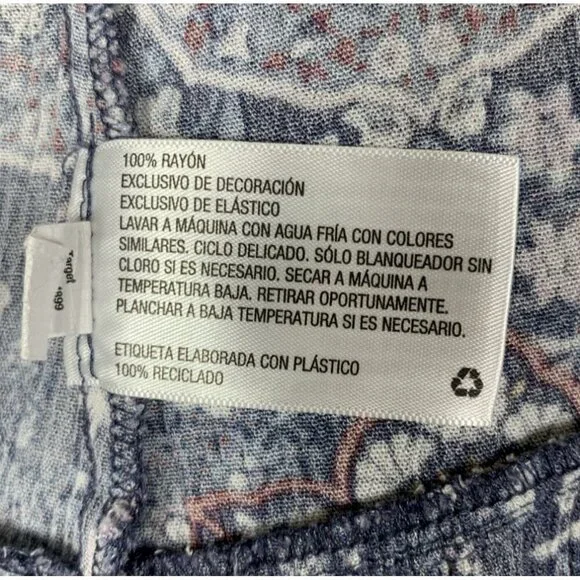 100% RAYÓN
EXCLUSIVO DE DECORACIÓN
EXCLUSIVO DE ELÁSTICO
LAVAR A MÁQUINA CON AGUA FRÍA CON COLORES
SIMILARES. CICLO DELICADO. SÓLO BLANQUEADOR SIN
CLORO SI ES NECESARIO. SECAR A MÁQUINA A
TEMPERATURA BAJA. RETIRAR OPORTUNAMENTE.
PLANCHAR A BAJA TEMPERATURA SI ES NECESARIO.
ETIQUETA ELABORADA CON PLÁSTICO
100% RECICLADO